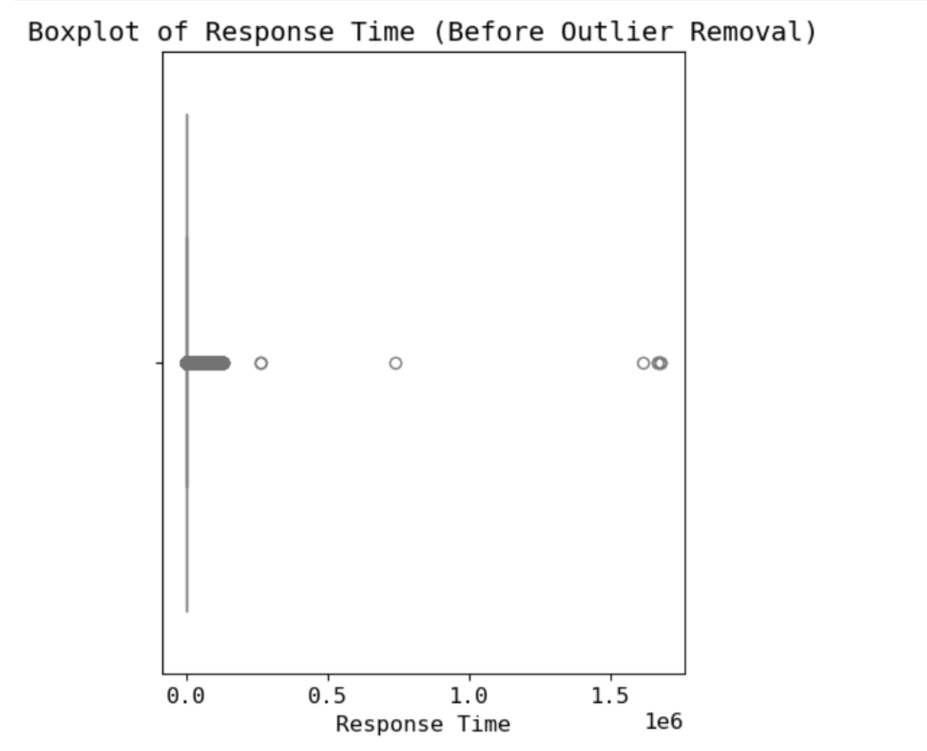 Boxplot of Response Time (Before Outlier Removal)
0.0 0.5 1.0 1.5
1e6
Response Time